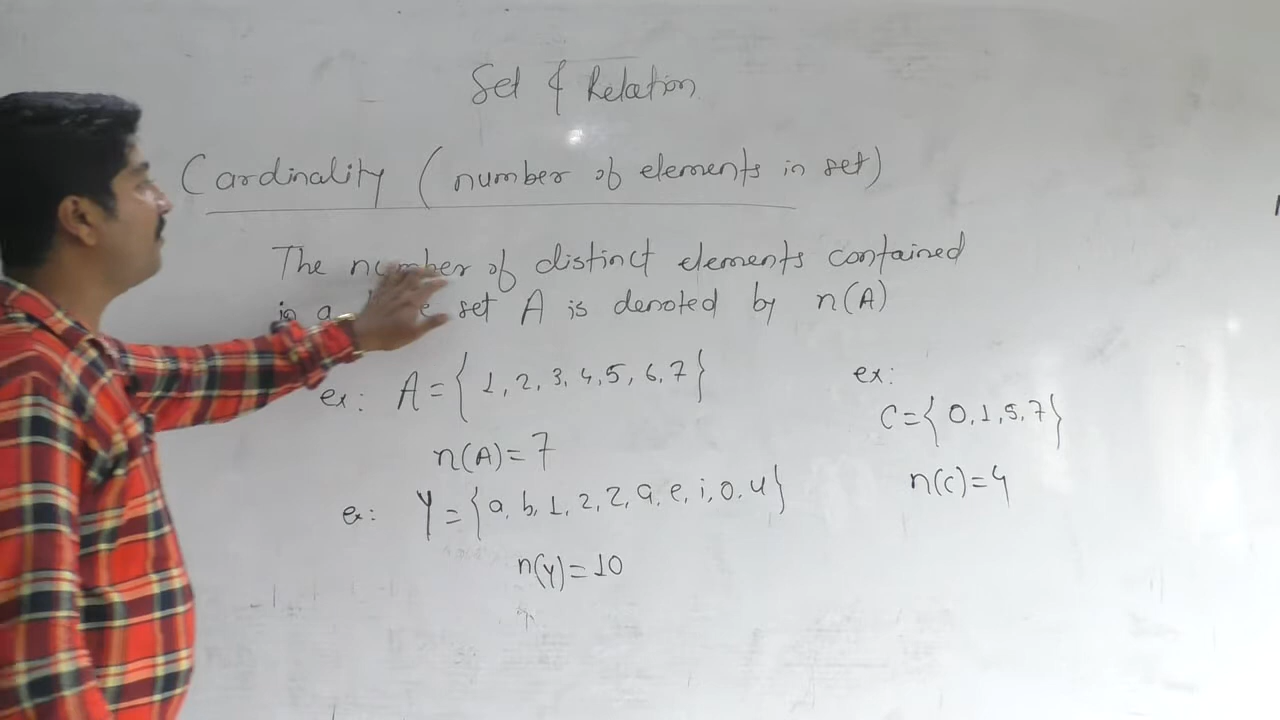 Set & Relation
Cardinality (number of elements in set)
The number of distinct elements contained
in a set A is denoted by n(A)
ex: A={1,2,3,4,5,6,7}
n(A)=7
ex: Y={a,b,1,2,2,a,e,i,o,u}
n(Y)=10
ex:
C={0,1,5,7}
n(C)=4